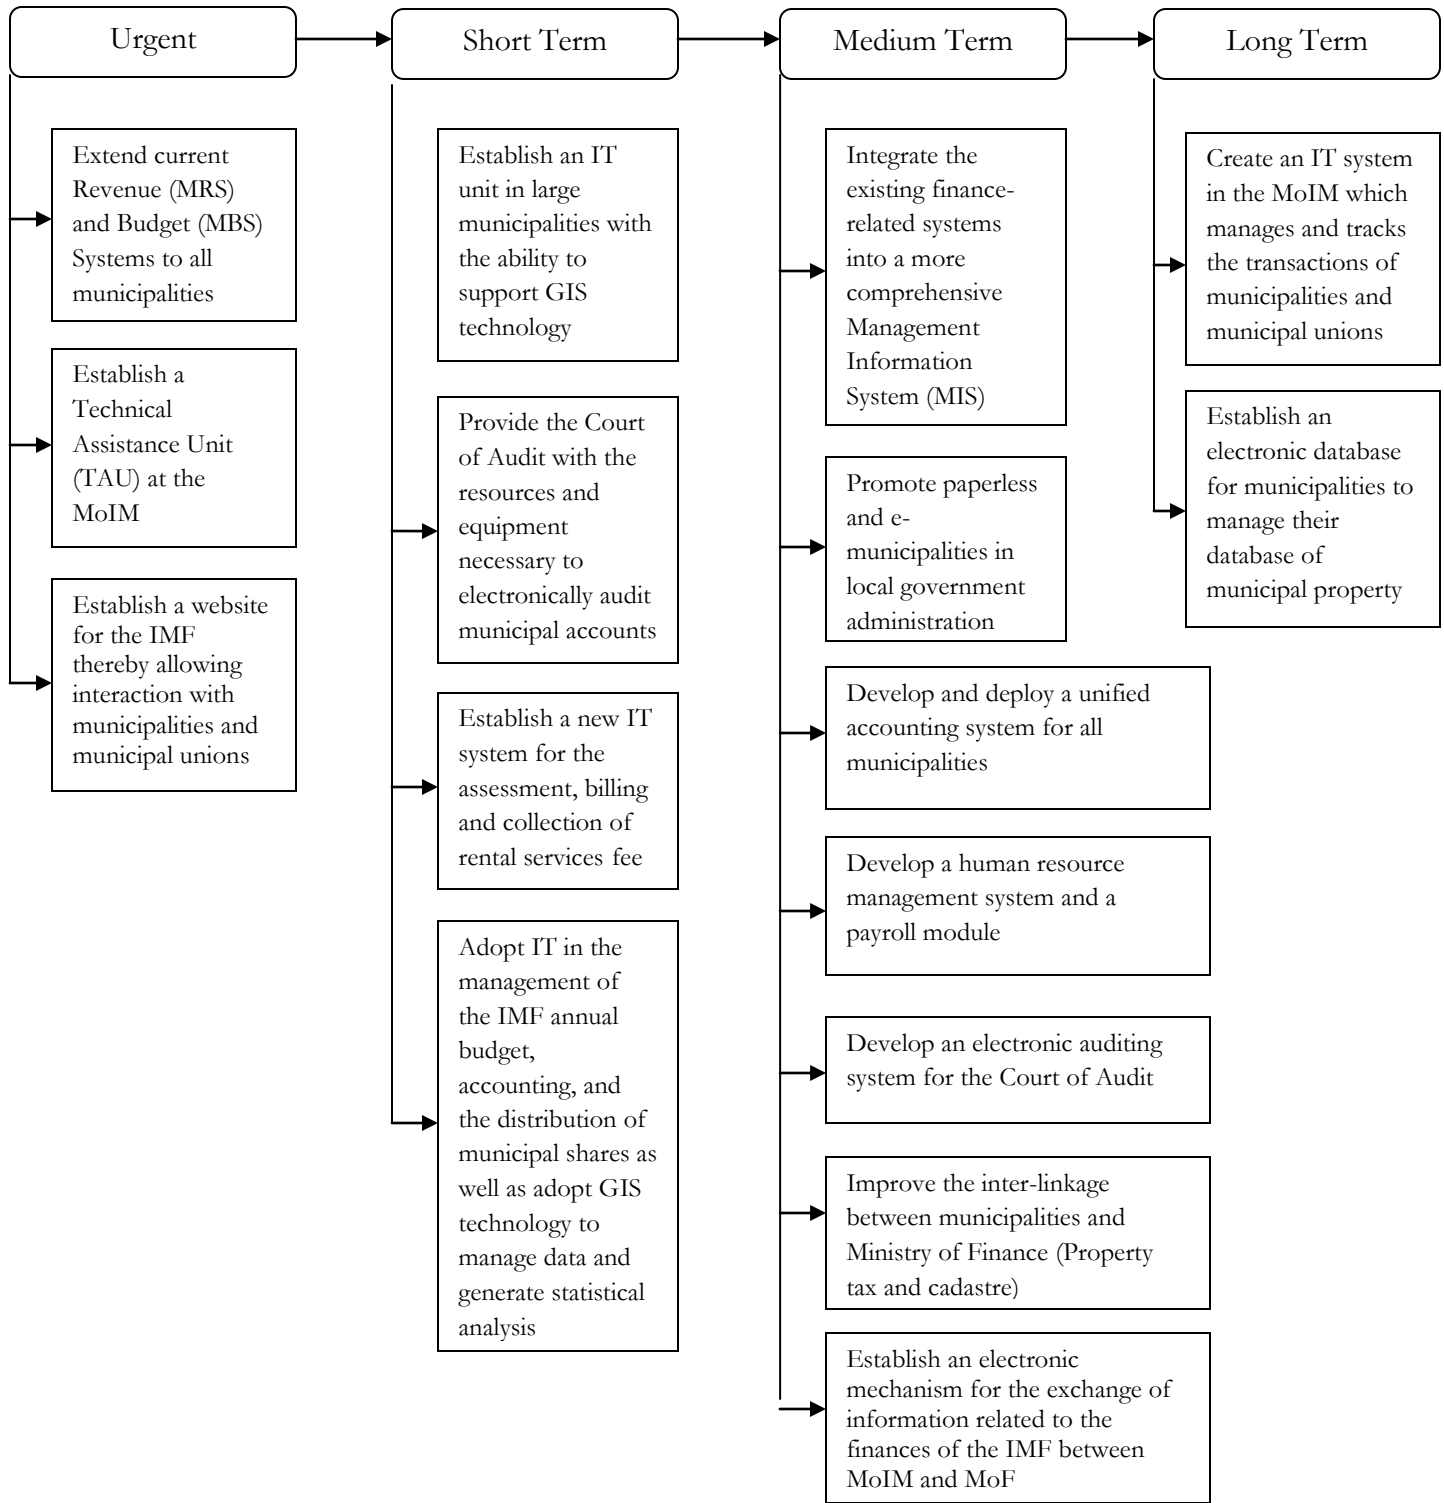 Urgent
Short Term
Medium Term
Long Term
Extend current
Revenue (MRS)
and Budget (MBS)
Systems to all
municipalities
Establish a
Technical
Assistance Unit
(TAU) at the
MoIM
Establish a website
for the IMF
thereby allowing
interaction with
municipalities and
municipal unions
Establish an IT
unit in large
municipalities with
the ability to
support GIS
technology
Provide the Court
of Audit with the
resources and
equipment
necessary to
electronically audit
municipal accounts
Establish a new IT
system for the
assessment, billing
and collection of
rental services fee
Adopt IT in the
management of
the IMF annual
budget,
accounting, and
the distribution of
municipal shares as
well as adopt GIS
technology to
manage data and
generate statistical
analysis
Integrate the
existing finance-
related systems
into a more
comprehensive
Management
Information
System (MIS)
Promote paperless
and e-
municipalities in
local government
administration
Develop and deploy a unified
accounting system for all
municipalities
Develop a human resource
management system and a
payroll module
Develop an electronic auditing
system for the Court of Audit
Improve the inter-linkage
between municipalities and
Ministry of Finance (Property
tax and cadastre)
Establish an electronic
mechanism for the exchange of
information related to the
finances of the IMF between
MoIM and MoF
Create an IT system
in the MoIM which
manages and tracks
the transactions of
municipalities and
municipal unions
Establish an
electronic database
for municipalities to
manage their
database of
municipal property